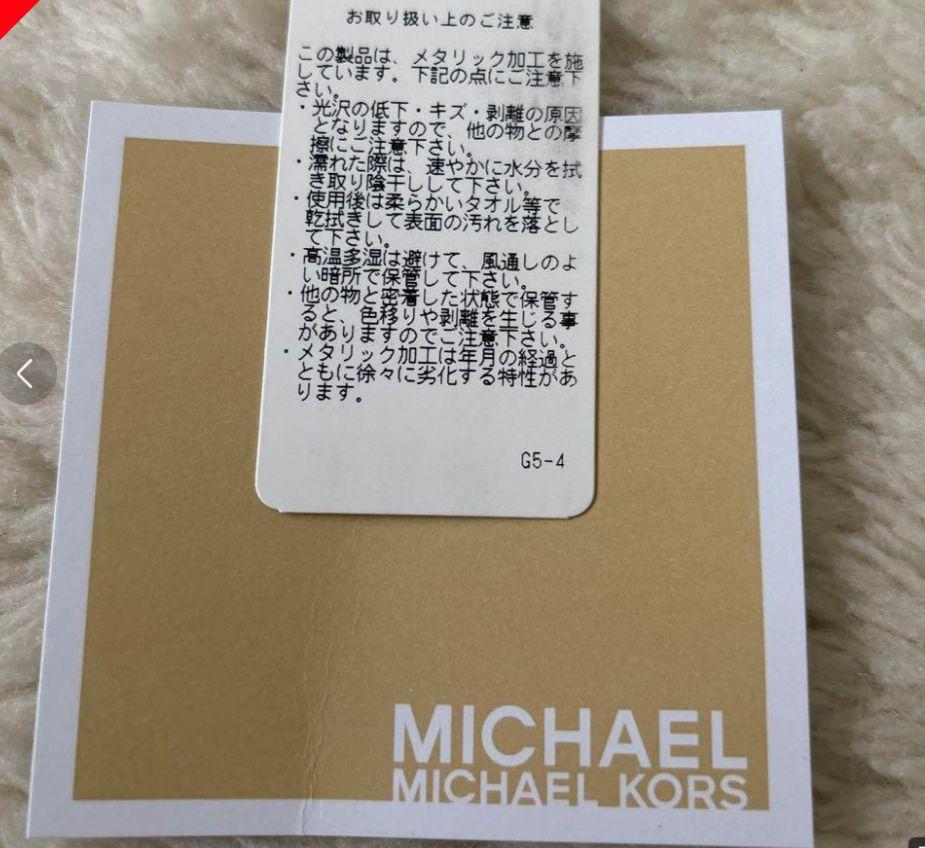 お取り扱い上のご注意
この製品は、メタリック加工を施
しています。下記の点にご注意下
さい。
・光沢の低下・キズ・剥離の原因
となりますので、他の物との摩
擦にご注意下さい。
・濡れた際は、速やかに水分を拭
き取り陰干しして下さい。
・使用後は柔らかいタオル等で
乾拭きして表面の汚れを落とし
て下さい。
・高温多湿は避けて、風通しのよ
い暗所で保管して下さい。
・他の物と密着した状態で保管す
ると、色移りや剥離を生じる事
がありますのでご注意下さい。
・メタリック加工は年月の経過と
ともに徐々に劣化する特性があ
ります。
G5-4
MICHAEL
MICHAEL KORS